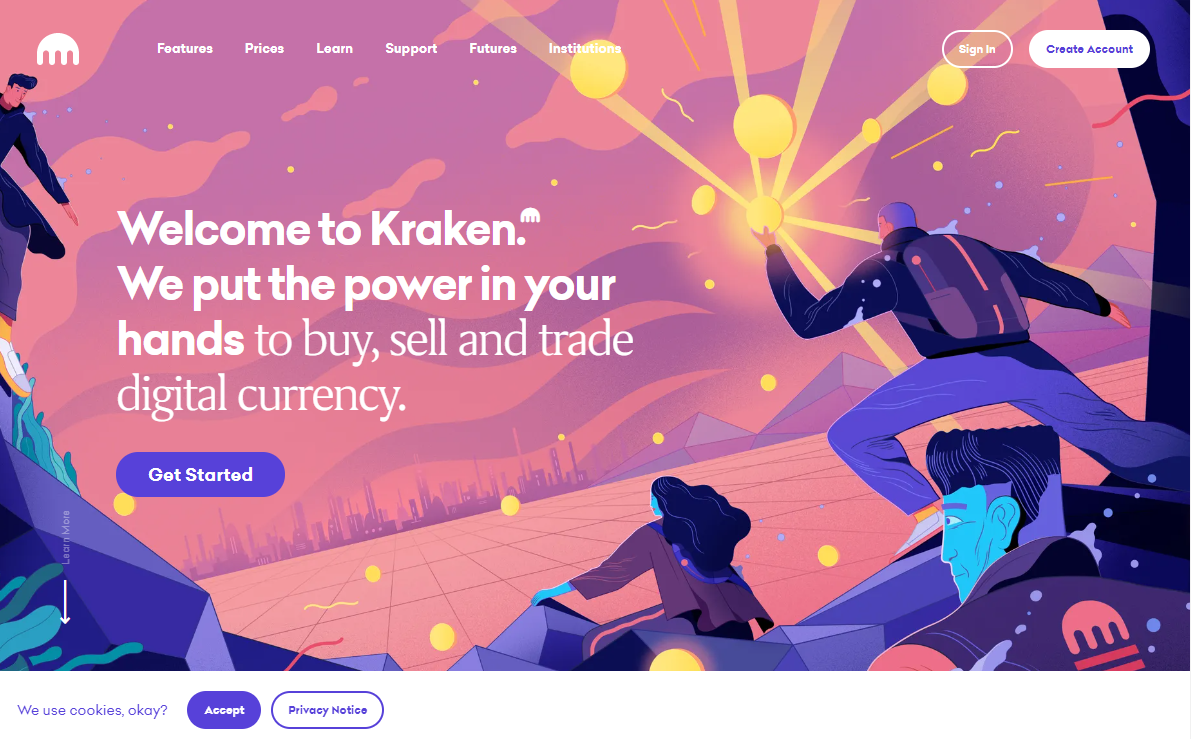 Features Prices Learn Support Futures Institutions Sign In Create Account
Welcome to Kraken.
We put the power in your
hands to buy, sell and trade
digital currency.
Get Started
Learn More
We use cookies, okay? Accept Privacy Notice